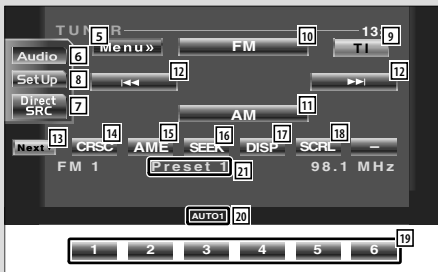 TUNER 13
5 Menu» FM 10 9 TI
Audio 6
SetUp 8
12 |◀◀ ▶▶| 12
Direct SRC 7
AM 11
13 14 15 16 17 18
Next CRSC AME SEEK DISP SCRL –
FM 1 Preset 1 98.1 MHz
21
AUTO1 20
19
1 2 3 4 5 6